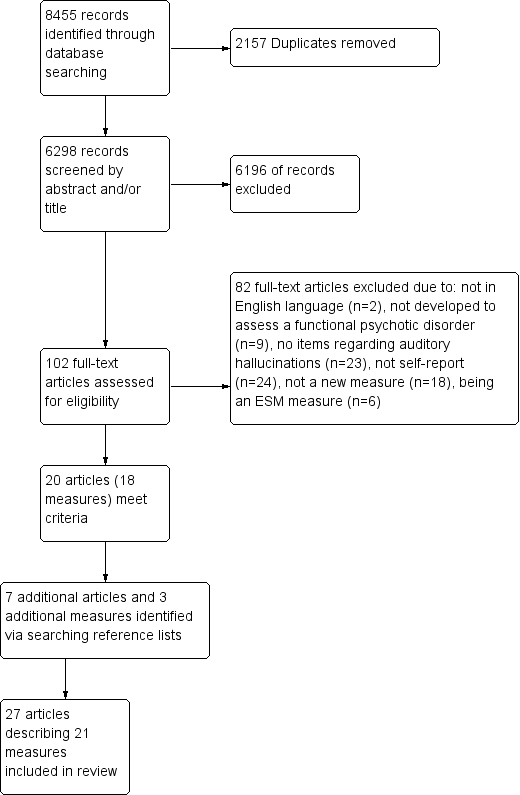 8455 records
identified through
database
searching
2157 Duplicates removed
6298 records
screened by
abstract and/or
title
6196 of records
excluded
82 full-text articles excluded due to: not in
English language (n=2), not developed to
assess a functional psychotic disorder
(n=9), no items regarding auditory
hallucinations (n=23), not self-report
(n=24), not a new measure (n=18), being
an ESM measure (n=6)
102 full-text
articles assessed
for eligibility
20 articles (18
measures) meet
criteria
7 additional articles and 3
additional measures identified
via searching reference lists
27 articles
describing 21
measures
included in review